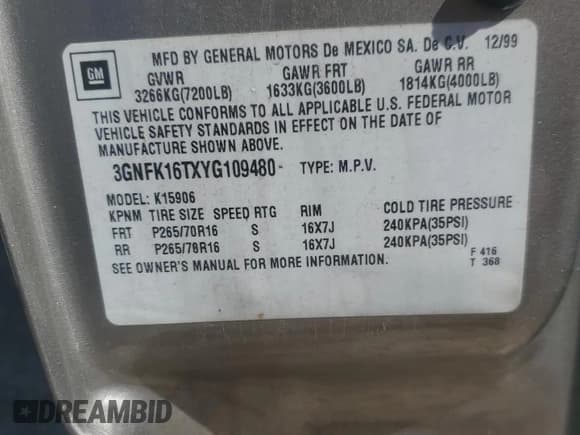 MFD BY GENERAL MOTORS De MEXICO SA. De C.V. 12/99
GM
GVWR GAWR FRT GAWR RR
3266KG(7200LB) 1633KG(3600LB) 1814KG(4000LB)
THIS VEHICLE CONFORMS TO ALL APPLICABLE U.S. FEDERAL MOTOR
VEHICLE SAFETY STANDARDS IN EFFECT ON THE DATE OF
MANUFACTURE SHOWN ABOVE.
3GNFK16TXYG109480 TYPE: M.P.V.
MODEL: K15906
KPNM TIRE SIZE SPEED RTG RIM COLD TIRE PRESSURE
FRT P265/70R16 S 16X7J 240KPA(35PSI)
RR P265/70R16 S 16X7J 240KPA(35PSI)
SEE OWNER'S MANUAL FOR MORE INFORMATION.
F 416
T 368
DREAMBID